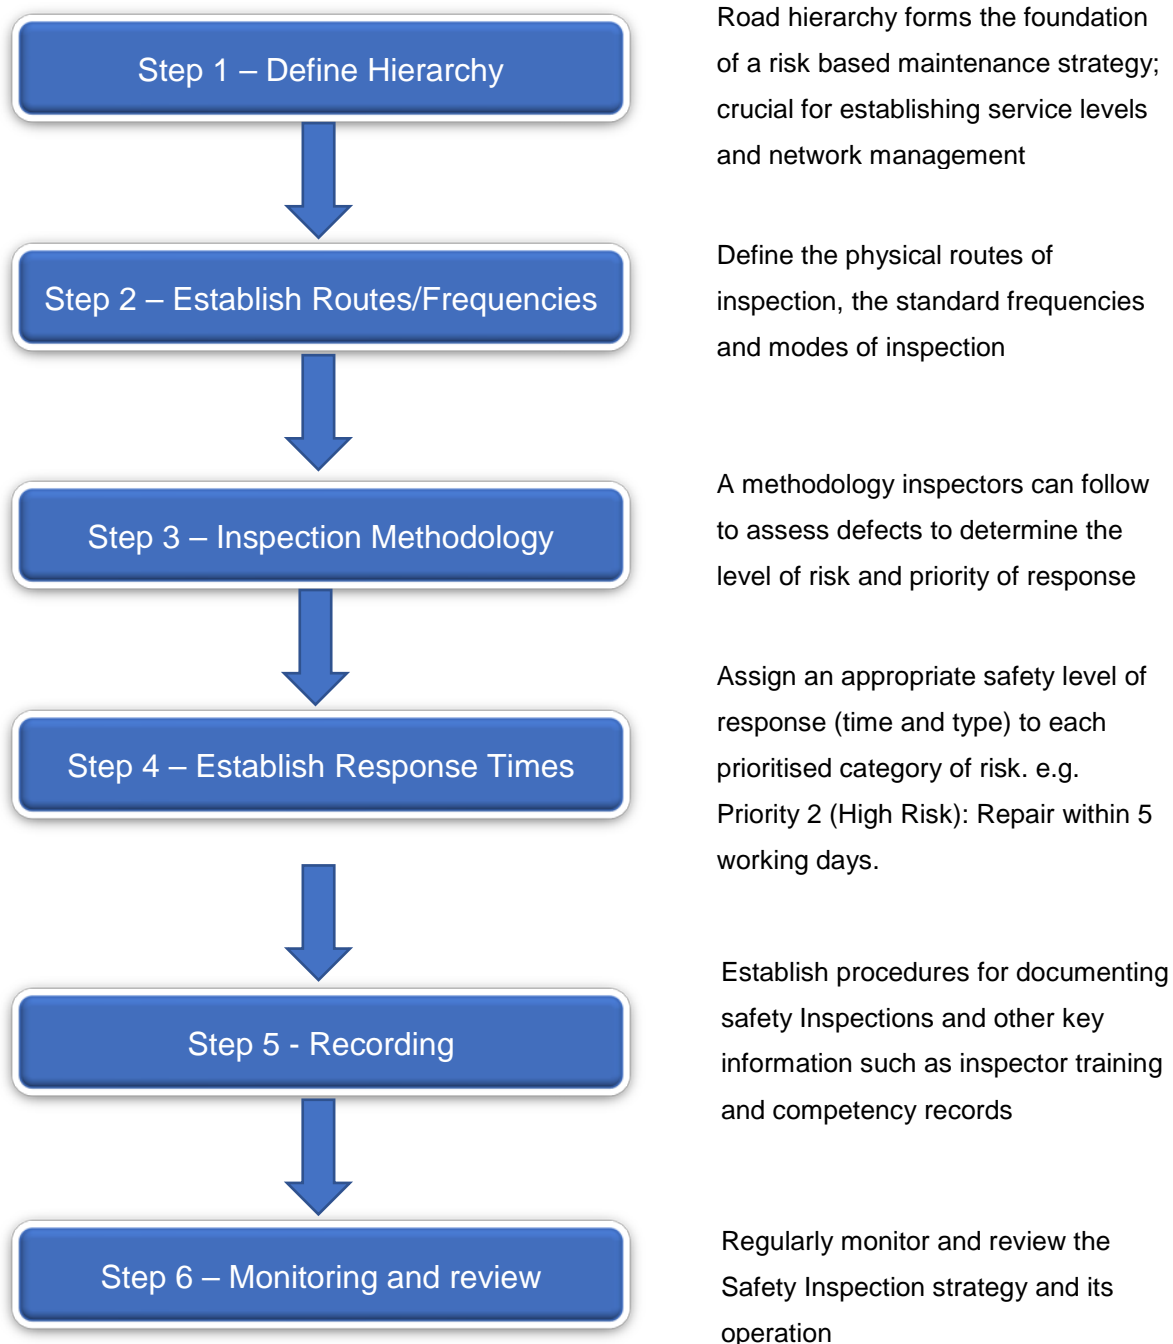 Step 1 – Define Hierarchy
Road hierarchy forms the foundation
of a risk based maintenance strategy;
crucial for establishing service levels
and network management
Step 2 – Establish Routes/Frequencies
Define the physical routes of
inspection, the standard frequencies
and modes of inspection
Step 3 – Inspection Methodology
A methodology inspectors can follow
to assess defects to determine the
level of risk and priority of response
Step 4 – Establish Response Times
Assign an appropriate safety level of
response (time and type) to each
prioritised category of risk. e.g.
Priority 2 (High Risk): Repair within 5
working days.
Step 5 - Recording
Establish procedures for documenting
safety Inspections and other key
information such as inspector training
and competency records
Step 6 – Monitoring and review
Regularly monitor and review the
Safety Inspection strategy and its
operation